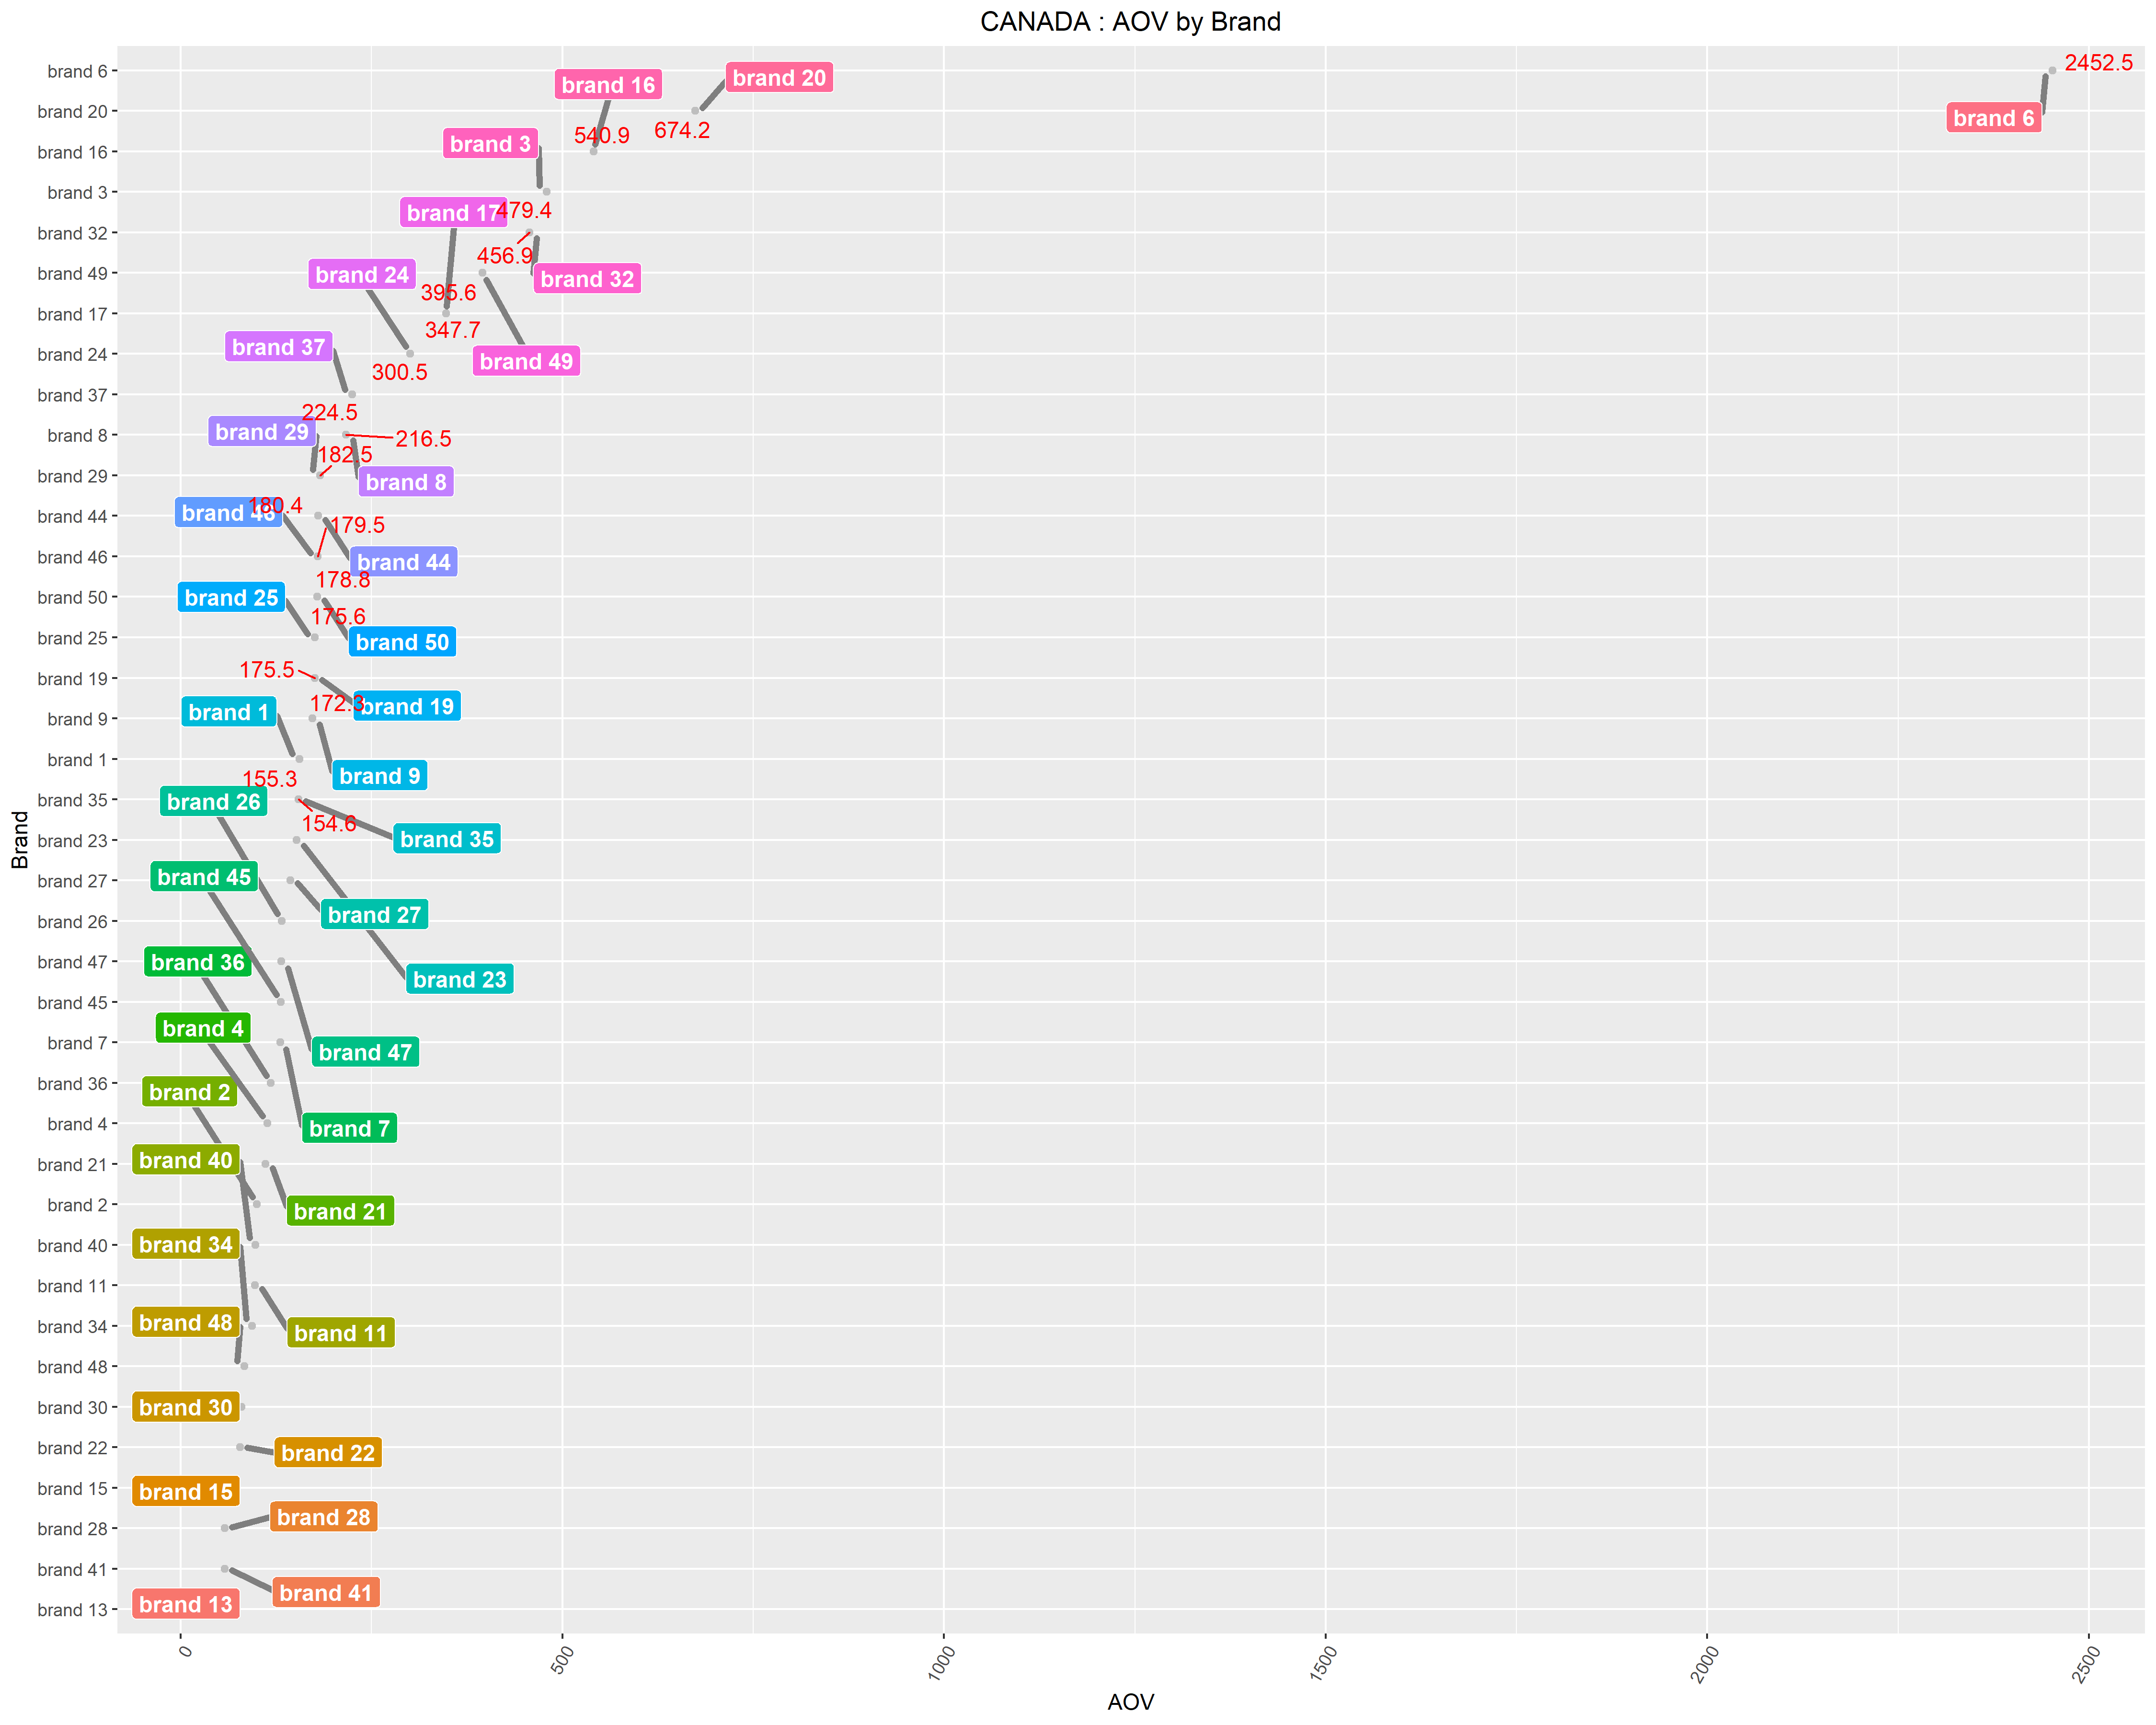 CANADA : AOV by Brand
Brand
brand 6
brand 20
brand 16
brand 3
brand 32
brand 49
brand 17
brand 24
brand 37
brand 8
brand 29
brand 44
brand 46
brand 50
brand 25
brand 19
brand 9
brand 1
brand 35
brand 23
brand 27
brand 26
brand 47
brand 45
brand 7
brand 36
brand 4
brand 21
brand 2
brand 40
brand 11
brand 34
brand 48
brand 30
brand 22
brand 15
brand 28
brand 41
brand 13
2452.5
brand 20
brand 16
brand 6
674.2
540.9
brand 3
479.4
brand 17
456.9
brand 24
brand 32
395.6
347.7
brand 37
brand 49
300.5
224.5
brand 29
216.5
182.5
brand 8
180.4
brand 46
179.5
brand 44
178.8
brand 25
175.6
brand 50
175.5
172.3
brand 19
brand 1
brand 9
155.3
brand 26
154.6
brand 35
brand 45
brand 27
brand 36
brand 23
brand 4
brand 47
brand 2
brand 7
brand 40
brand 21
brand 34
brand 48
brand 11
brand 30
brand 22
brand 15
brand 28
brand 41
brand 13
0
500
1000
1500
2000
2500
AOV